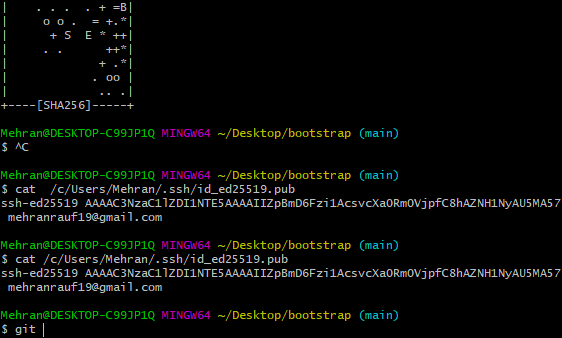 |    . . .  . + =B|
|     o o .  = +.*|
|      + S  E * ++|
|     . .      ++*|
|             + .*|
|            . oo |
|             .. .|
+----[SHA256]-----+
Mehran@DESKTOP-C99JP1Q MINGW64 ~/Desktop/bootstrap (main)
$ ^C
Mehran@DESKTOP-C99JP1Q MINGW64 ~/Desktop/bootstrap (main)
$ cat  /c/Users/Mehran/.ssh/id_ed25519.pub
ssh-ed25519 AAAAC3NzaC1lZDI1NTE5AAAAIIZpBmD6Fzi1AcsvcXaORmOVjpfC8hAZNH1NyAU5MA57
 mehranrauf19@gmail.com
Mehran@DESKTOP-C99JP1Q MINGW64 ~/Desktop/bootstrap (main)
$ cat /c/Users/Mehran/.ssh/id_ed25519.pub
ssh-ed25519 AAAAC3NzaC1lZDI1NTE5AAAAIIZpBmD6Fzi1AcsvcXaORmOVjpfC8hAZNH1NyAU5MA57
 mehranrauf19@gmail.com
Mehran@DESKTOP-C99JP1Q MINGW64 ~/Desktop/bootstrap (main)
$ git